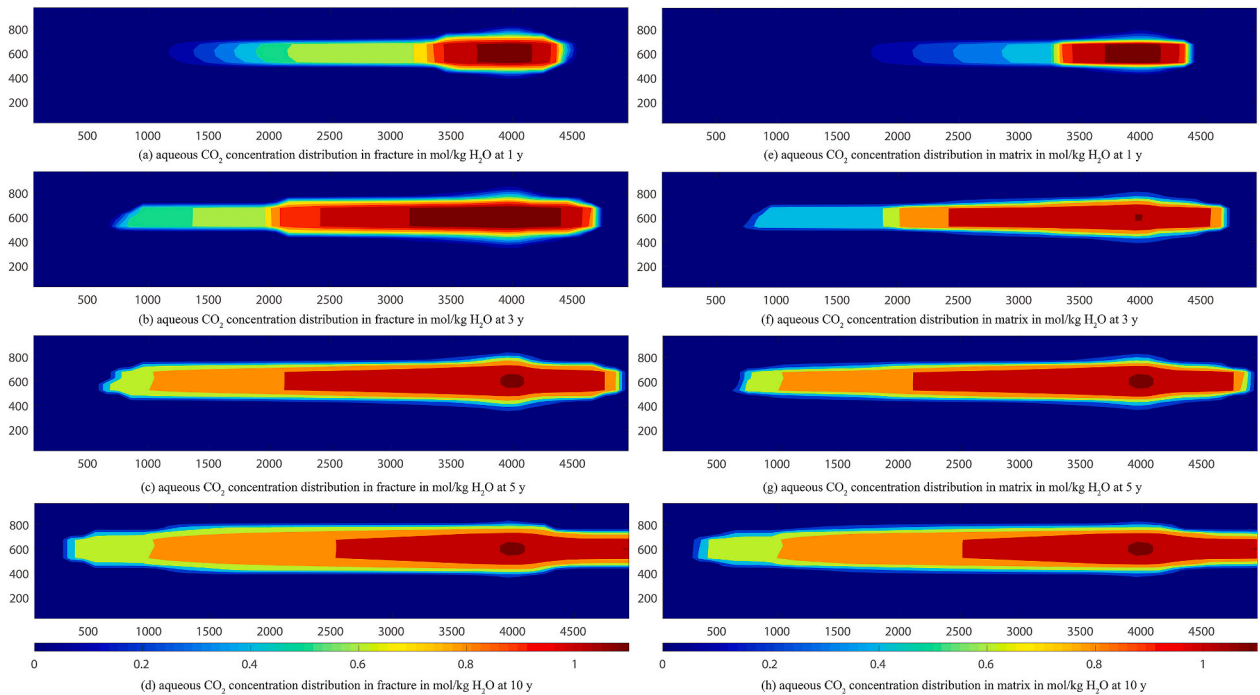 800
600
400
200
500 1000 1500 2000 2500 3000 3500 4000 4500
(a) aqueous CO2 concentration distribution in fracture in mol/kg H2O at 1 y
800
600
400
200
500 1000 1500 2000 2500 3000 3500 4000 4500
(e) aqueous CO2 concentration distribution in matrix in mol/kg H2O at 1 y
800
600
400
200
500 1000 1500 2000 2500 3000 3500 4000 4500
(b) aqueous CO2 concentration distribution in fracture in mol/kg H2O at 3 y
800
600
400
200
500 1000 1500 2000 2500 3000 3500 4000 4500
(f) aqueous CO2 concentration distribution in matrix in mol/kg H2O at 3 y
800
600
400
200
500 1000 1500 2000 2500 3000 3500 4000 4500
(c) aqueous CO2 concentration distribution in fracture in mol/kg H2O at 5 y
800
600
400
200
500 1000 1500 2000 2500 3000 3500 4000 4500
(g) aqueous CO2 concentration distribution in matrix in mol/kg H2O at 5 y
800
600
400
200
500 1000 1500 2000 2500 3000 3500 4000 4500
0 0.2 0.4 0.6 0.8 1
(d) aqueous CO2 concentration distribution in fracture in mol/kg H2O at 10 y
800
600
400
200
500 1000 1500 2000 2500 3000 3500 4000 4500
0 0.2 0.4 0.6 0.8 1
(h) aqueous CO2 concentration distribution in matrix in mol/kg H2O at 10 y